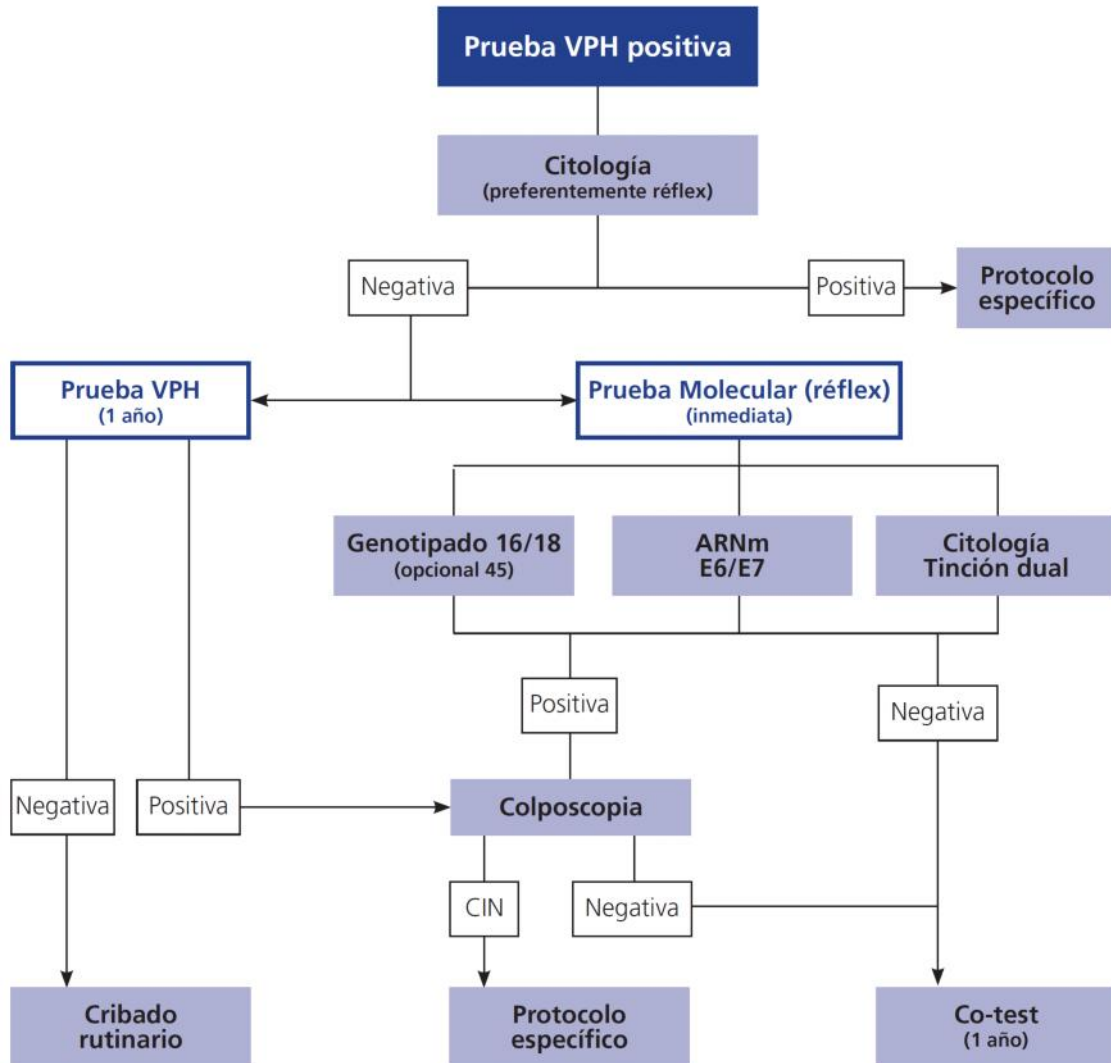 Prueba VPH positiva
Citología
(preferentemente réflex)
Negativa
Positiva
Protocolo
específico
Prueba VPH
(1 año)
Prueba Molecular (réflex)
(inmediata)
Genotipado 16/18
(opcional 45)
ARNm
E6/E7
Citología
Tinción dual
Positiva
Negativa
Negativa
Positiva
Colposcopia
CIN
Negativa
Cribado
rutinario
Protocolo
específico
Co-test
(1 año)